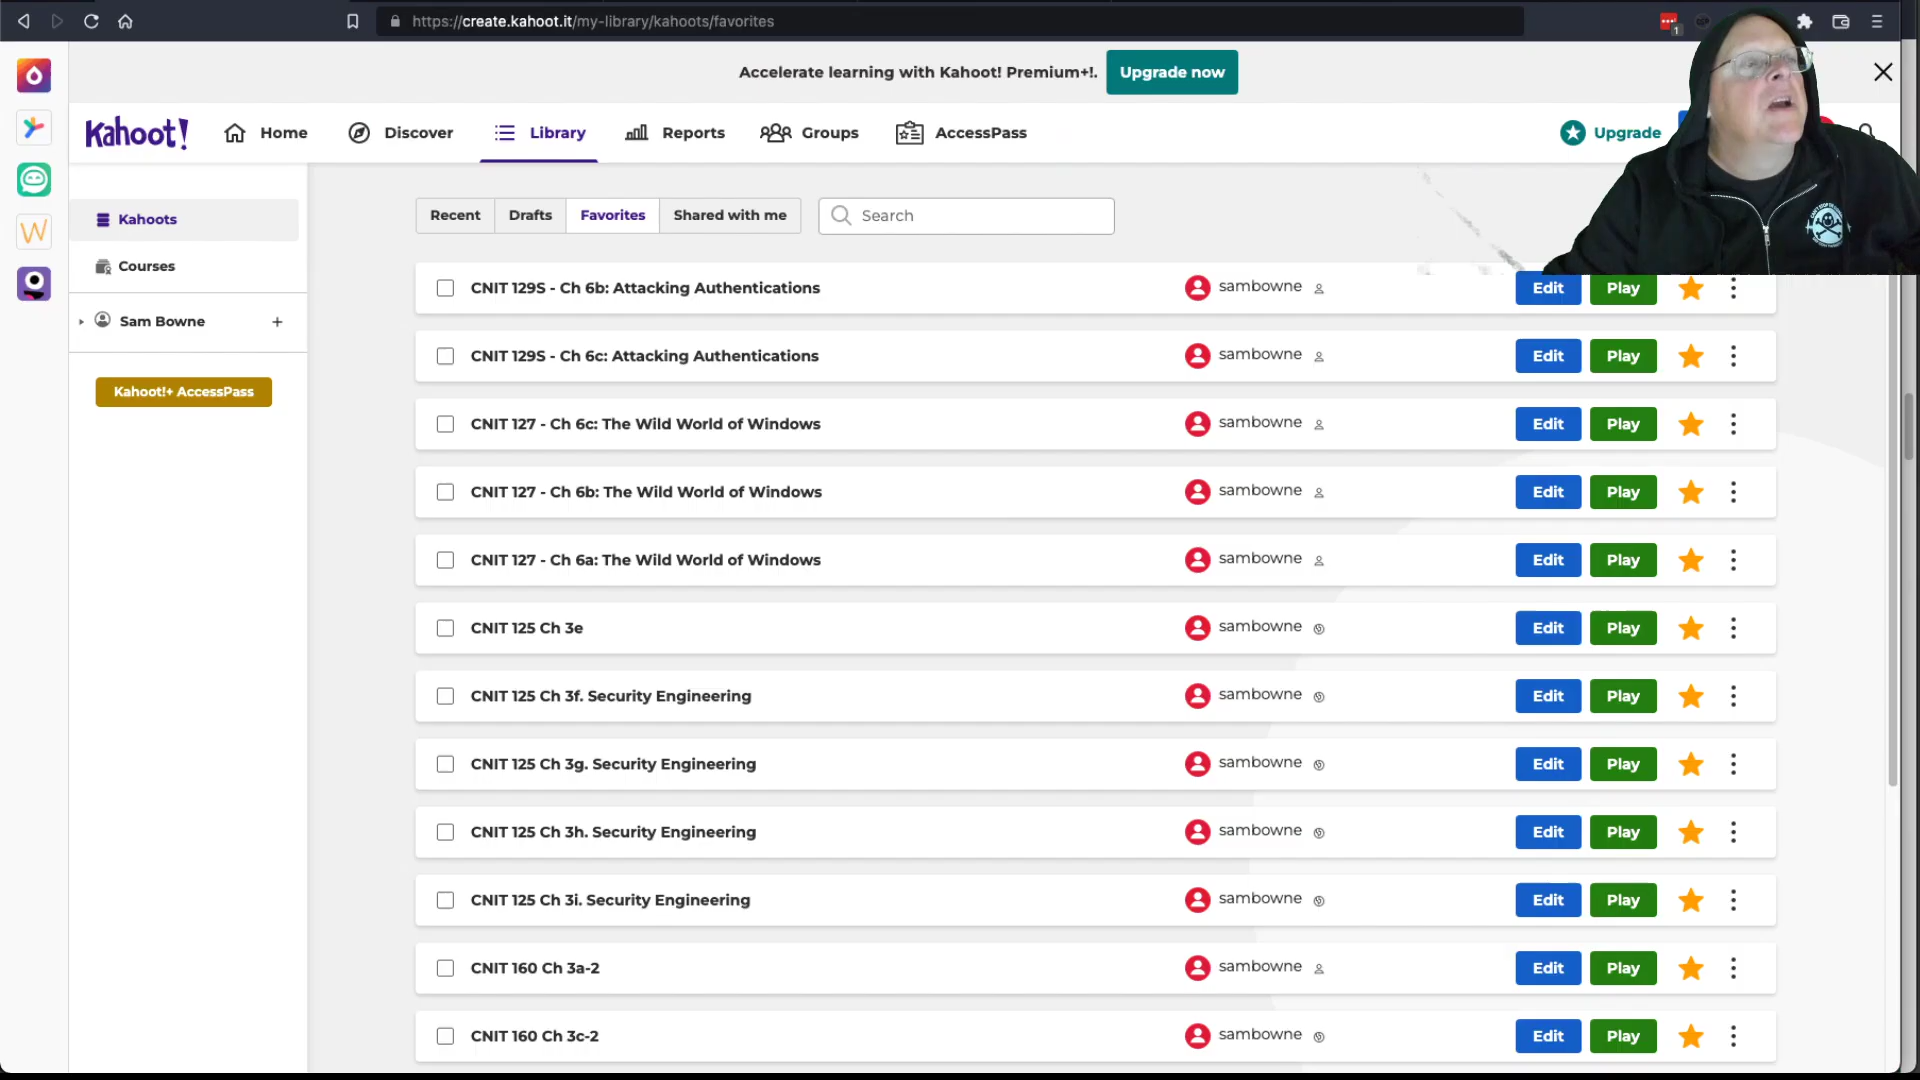 https://create.kahoot.it/my-library/kahoots/favorites
1
Accelerate learning with Kahoot! Premium+!. Upgrade now
Kahoot! Home Discover Library Reports Groups AccessPass Upgrade
Kahoots
Courses
Sam Bowne +
Kahoot!+ AccessPass
Recent Drafts Favorites Shared with me Search
CNIT 129S - Ch 6b: Attacking Authentications sambowne Edit Play
CNIT 129S - Ch 6c: Attacking Authentications sambowne Edit Play
CNIT 127 - Ch 6c: The Wild World of Windows sambowne Edit Play
CNIT 127 - Ch 6b: The Wild World of Windows sambowne Edit Play
CNIT 127 - Ch 6a: The Wild World of Windows sambowne Edit Play
CNIT 125 Ch 3e sambowne Edit Play
CNIT 125 Ch 3f. Security Engineering sambowne Edit Play
CNIT 125 Ch 3g. Security Engineering sambowne Edit Play
CNIT 125 Ch 3h. Security Engineering sambowne Edit Play
CNIT 125 Ch 3i. Security Engineering sambowne Edit Play
CNIT 160 Ch 3a-2 sambowne Edit Play
CNIT 160 Ch 3c-2 sambowne Edit Play